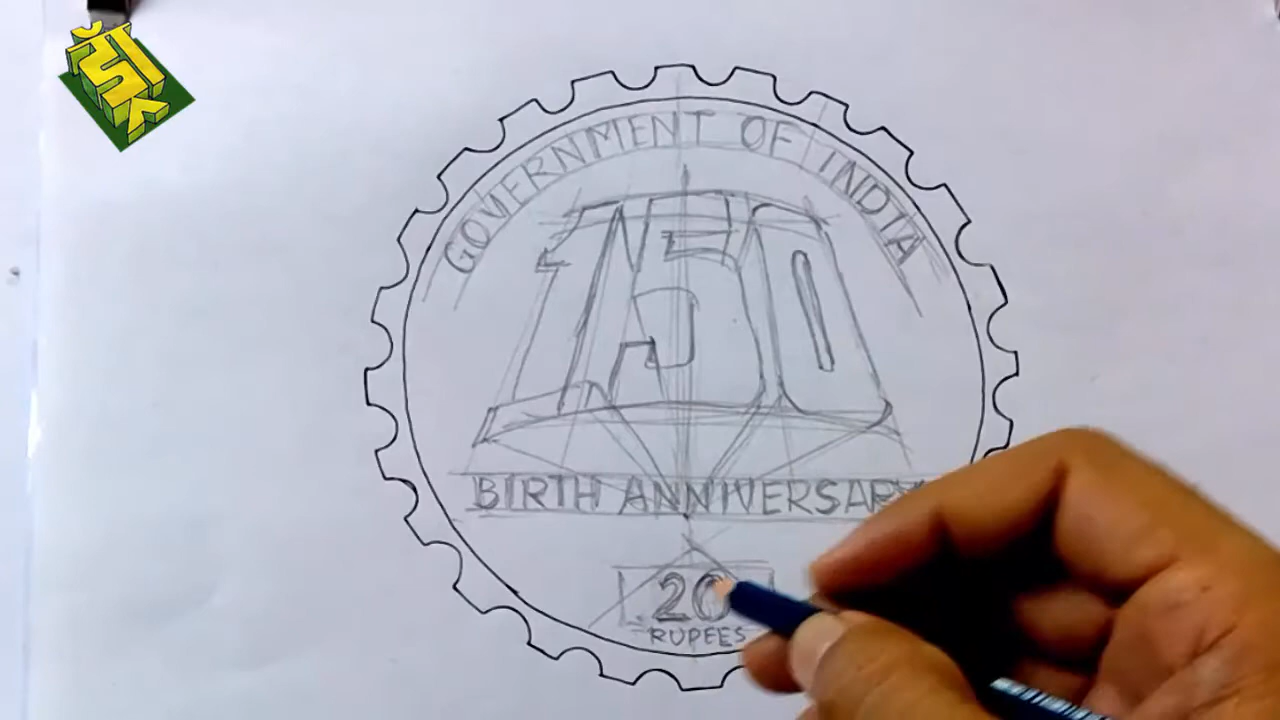 GOVERNMENT OF INDIA
150
BIRTH ANNIVERSARY
20
RUPEES